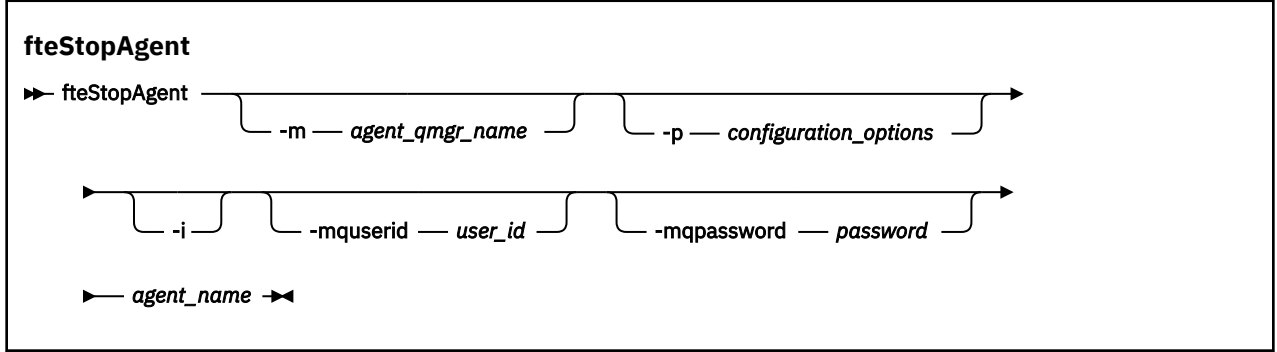 fteStopAgent
fteStopAgent
-m agent_qmgr_name -p configuration_options
-i -mquserid user_id -mqpassword password
agent_name